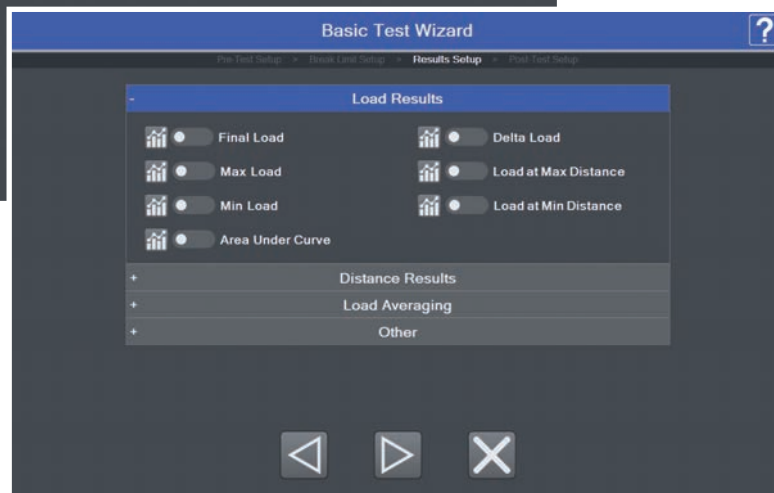 Basic Test Wizard
?
Pre-Test Setup > Break Limit Setup > Results Setup > Post-Test Setup
- Load Results
Final Load Delta Load
Max Load Load at Max Distance
Min Load Load at Min Distance
Area Under Curve
+ Distance Results
+ Load Averaging
+ Other